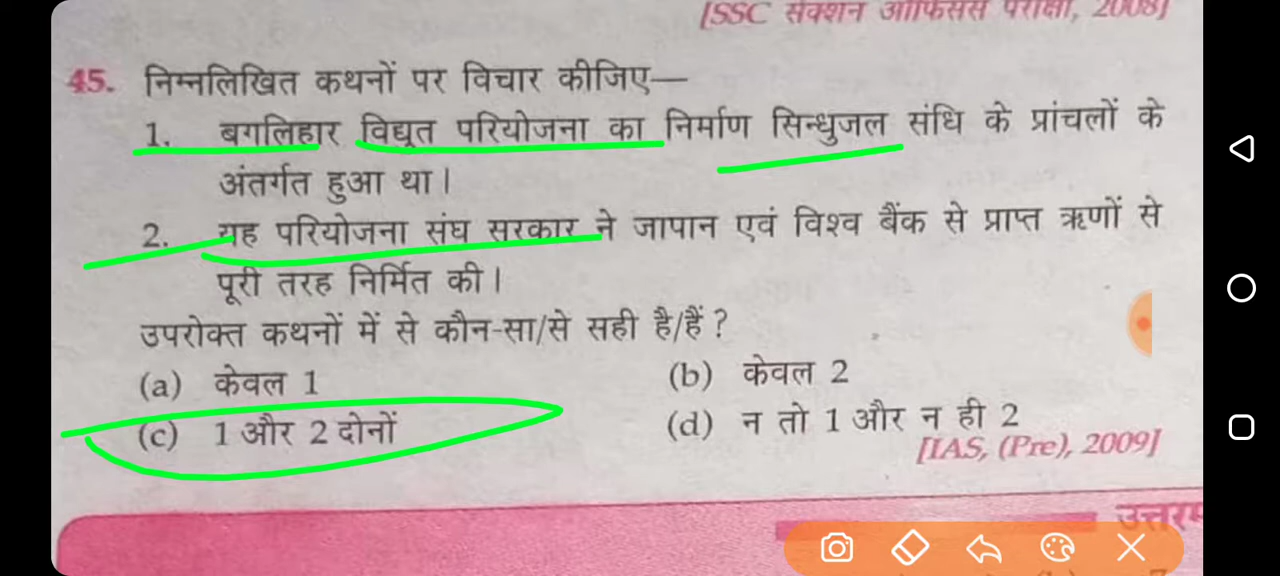 [SSC सेक्शन ऑफिसर्स परीक्षा, 2008]
45. निम्नलिखित कथनों पर विचार कीजिए—
1. बगलिहार विद्युत परियोजना का निर्माण सिन्धुजल संधि के प्रांचलों के
अंतर्गत हुआ था।
2. यह परियोजना संघ सरकार ने जापान एवं विश्व बैंक से प्राप्त ऋणों से
पूरी तरह निर्मित की।
उपरोक्त कथनों में से कौन-सा/से सही है/हैं ?
(a) केवल 1 (b) केवल 2
(c) 1 और 2 दोनों (d) न तो 1 और न ही 2
[IAS, (Pre), 2009]